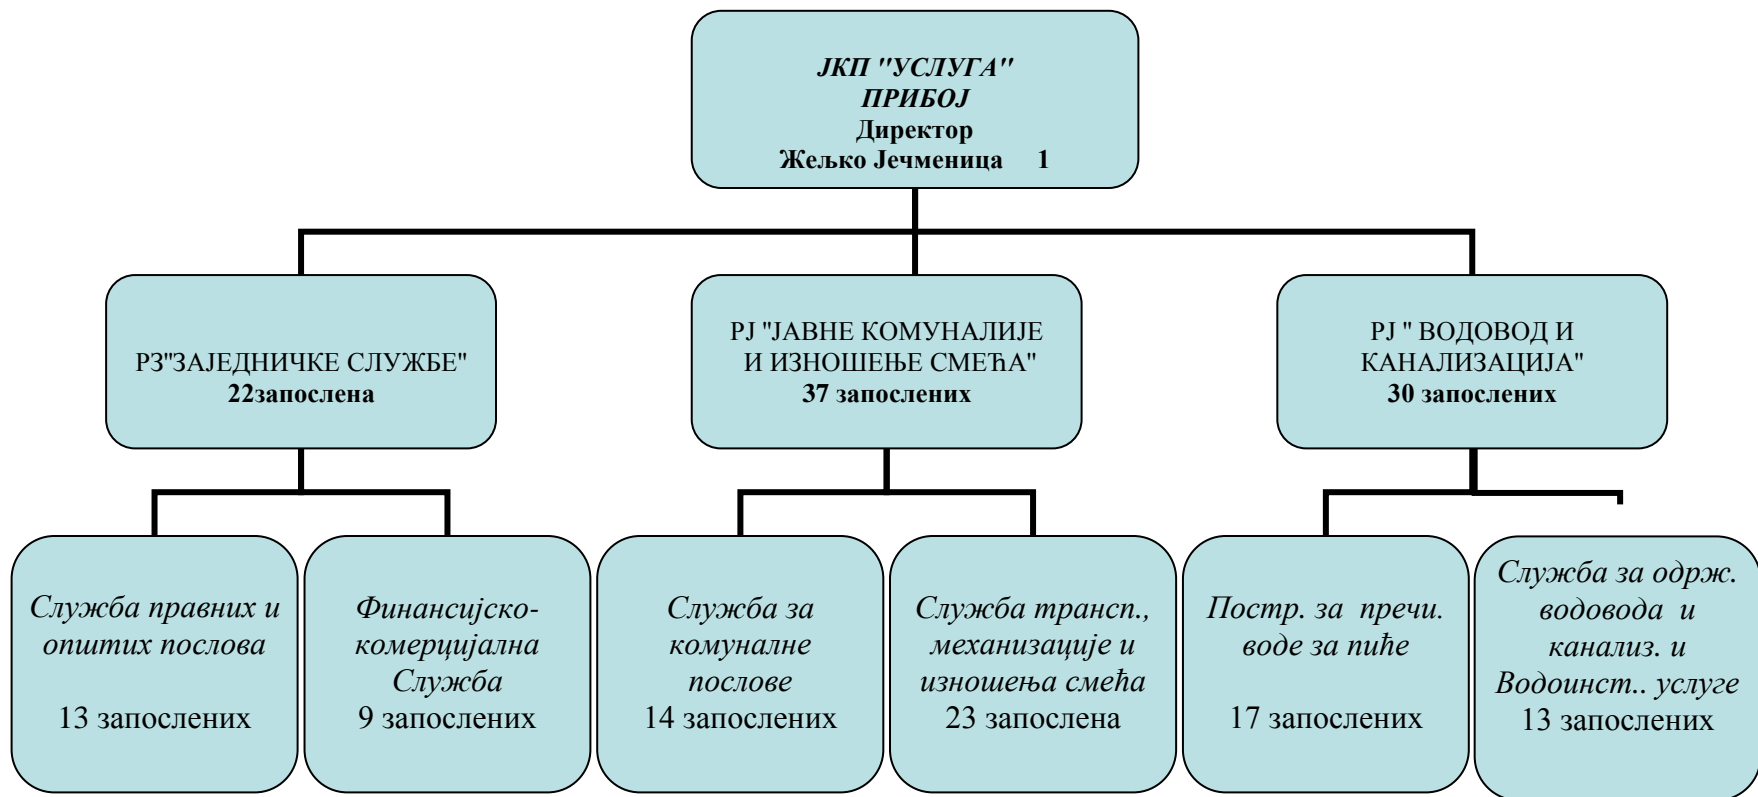 ЈКП "УСЛУГА"
ПРИБОЈ
Директор
Жељко Јечменица 1
РЗ"ЗАЈЕДНИЧКЕ СЛУЖБЕ"
22запослена
РЈ "ЈАВНЕ КОМУНАЛИЈЕ
И ИЗНОШЕЊЕ СМЕЋА"
37 запослених
РЈ " ВОДОВОД И
КАНАЛИЗАЦИЈА"
30 запослених
Служба правних и
општих послова
13 запослених
Финансијско-
комерцијална
Служба
9 запослених
Служба за
комуналне
послове
14 запослених
Служба трансп.,
механизације и
изношења смећа
23 запослена
Постр. за пречи.
воде за пиће
17 запослених
Служба за одрж.
водовода и
канализ. и
Водоинст.. услуге
13 запослених